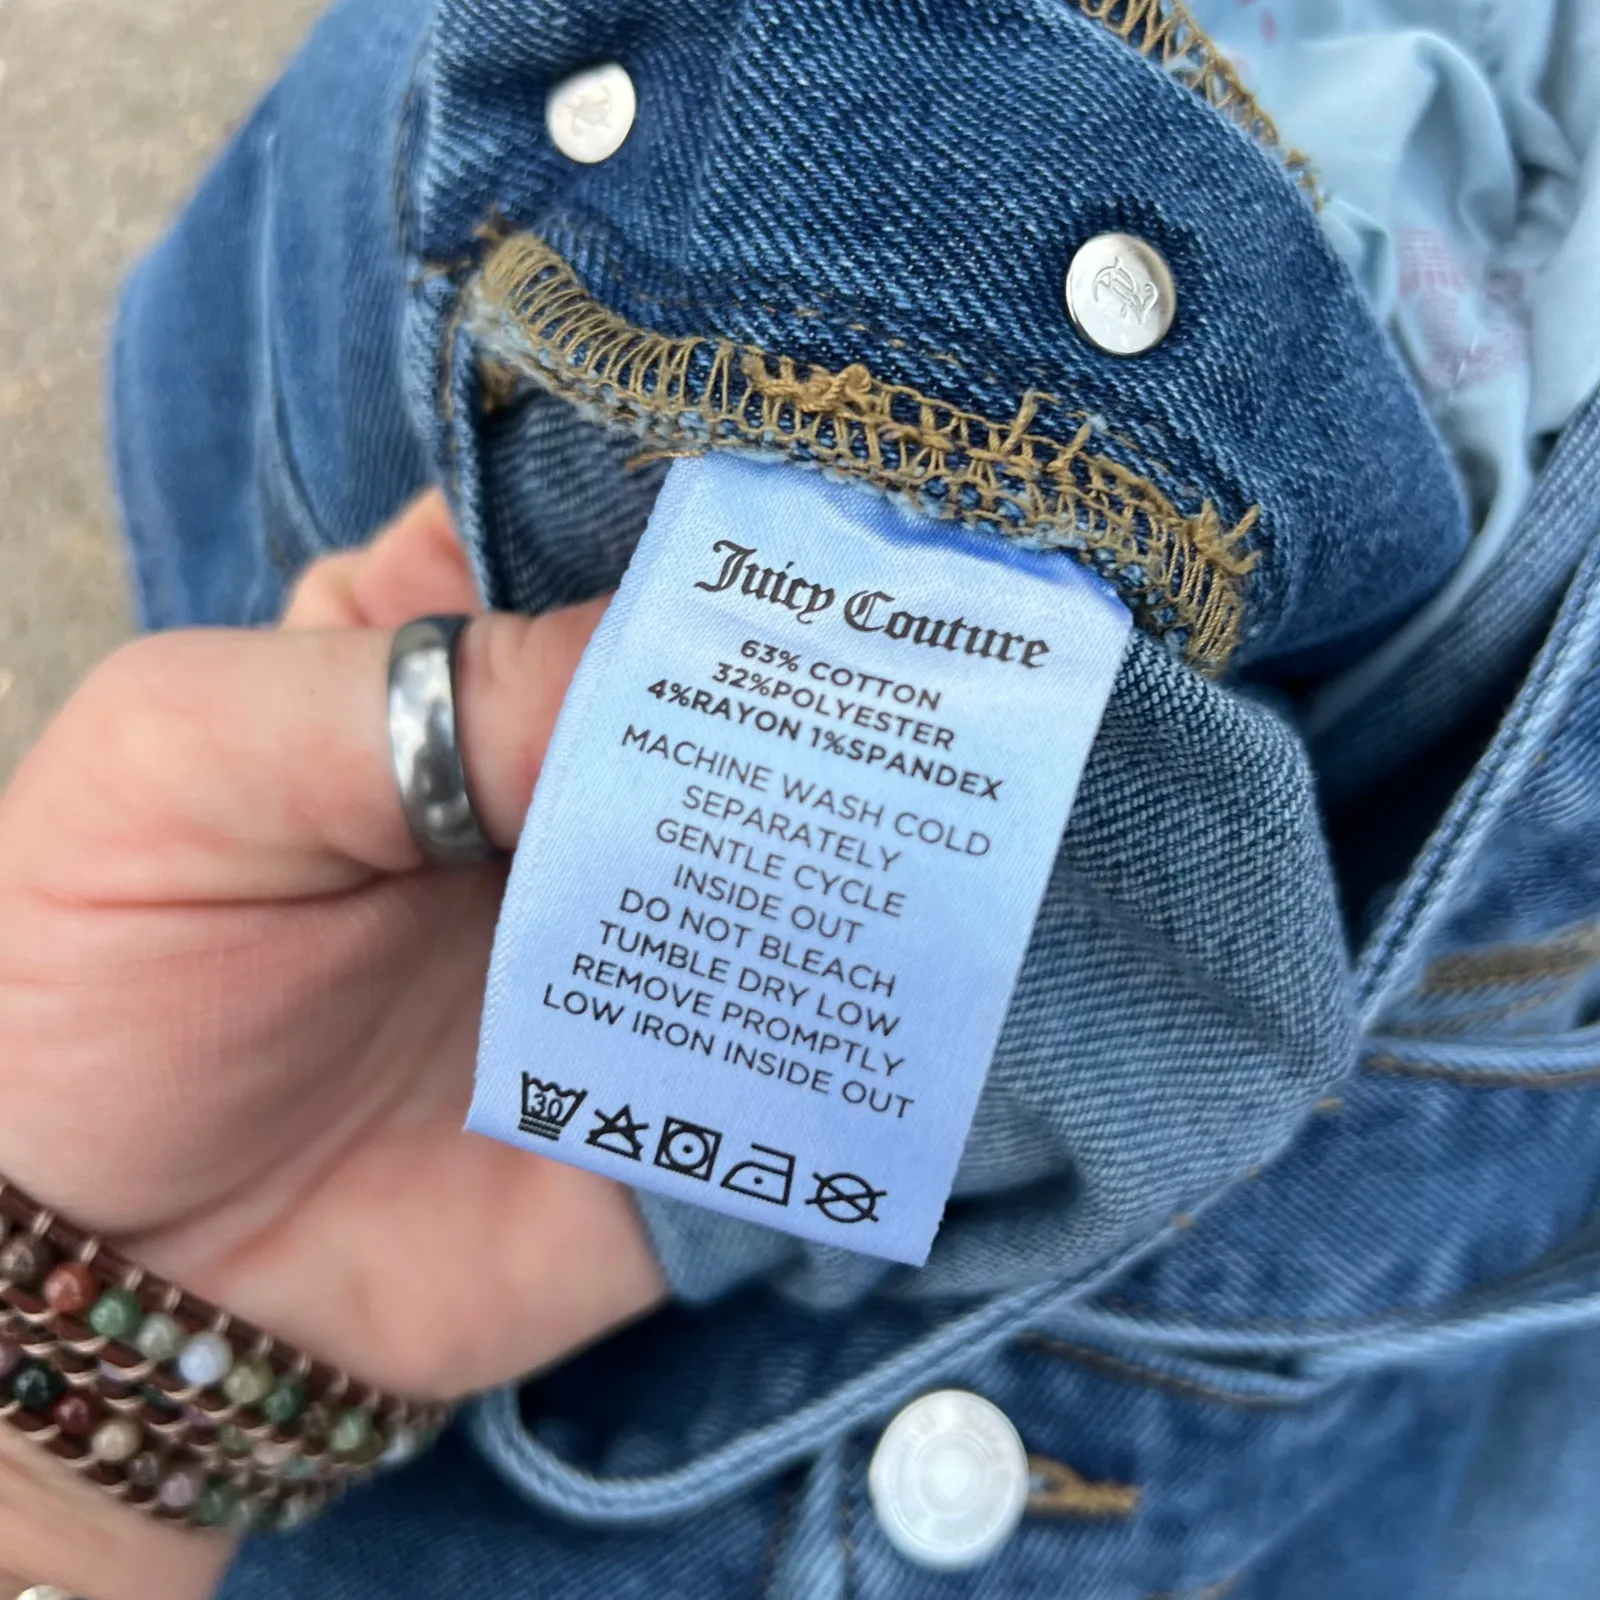 Juicy Couture
63% COTTON
32%POLYESTER
4%RAYON 1%SPANDEX
MACHINE WASH COLD
SEPARATELY
GENTLE CYCLE
INSIDE OUT
DO NOT BLEACH
TUMBLE DRY LOW
REMOVE PROMPTLY
LOW IRON INSIDE OUT
30